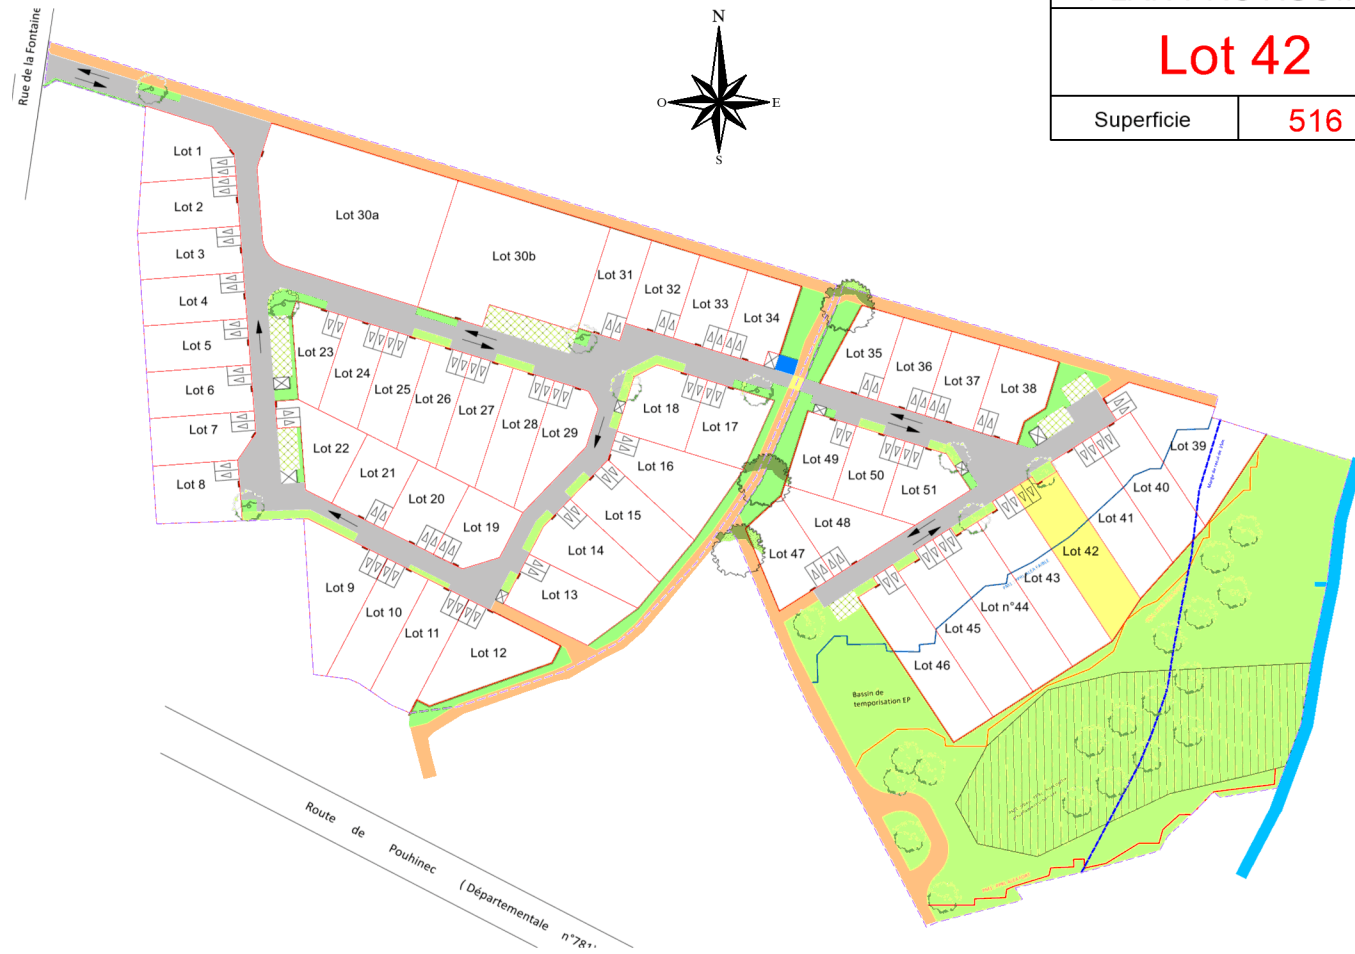 Rue de la Fontaine
N
O
E
S
Lot 42
Superficie
516
Lot 1
Lot 2
Lot 3
Lot 4
Lot 5
Lot 6
Lot 7
Lot 8
Lot 30a
Lot 30b
Lot 31
Lot 32
Lot 33
Lot 34
Lot 35
Lot 36
Lot 37
Lot 38
Lot 39
Lot 40
Lot 41
Lot 42
Lot 43
Lot n°44
Lot 45
Lot 46
Lot 47
Lot 48
Lot 49
Lot 50
Lot 51
Lot 23
Lot 24
Lot 25
Lot 26
Lot 27
Lot 28
Lot 29
Lot 22
Lot 21
Lot 20
Lot 19
Lot 18
Lot 17
Lot 16
Lot 15
Lot 14
Lot 13
Lot 9
Lot 10
Lot 11
Lot 12
Bassin de
temporisation EP
Route de Pouhinec (Départementale n°781)